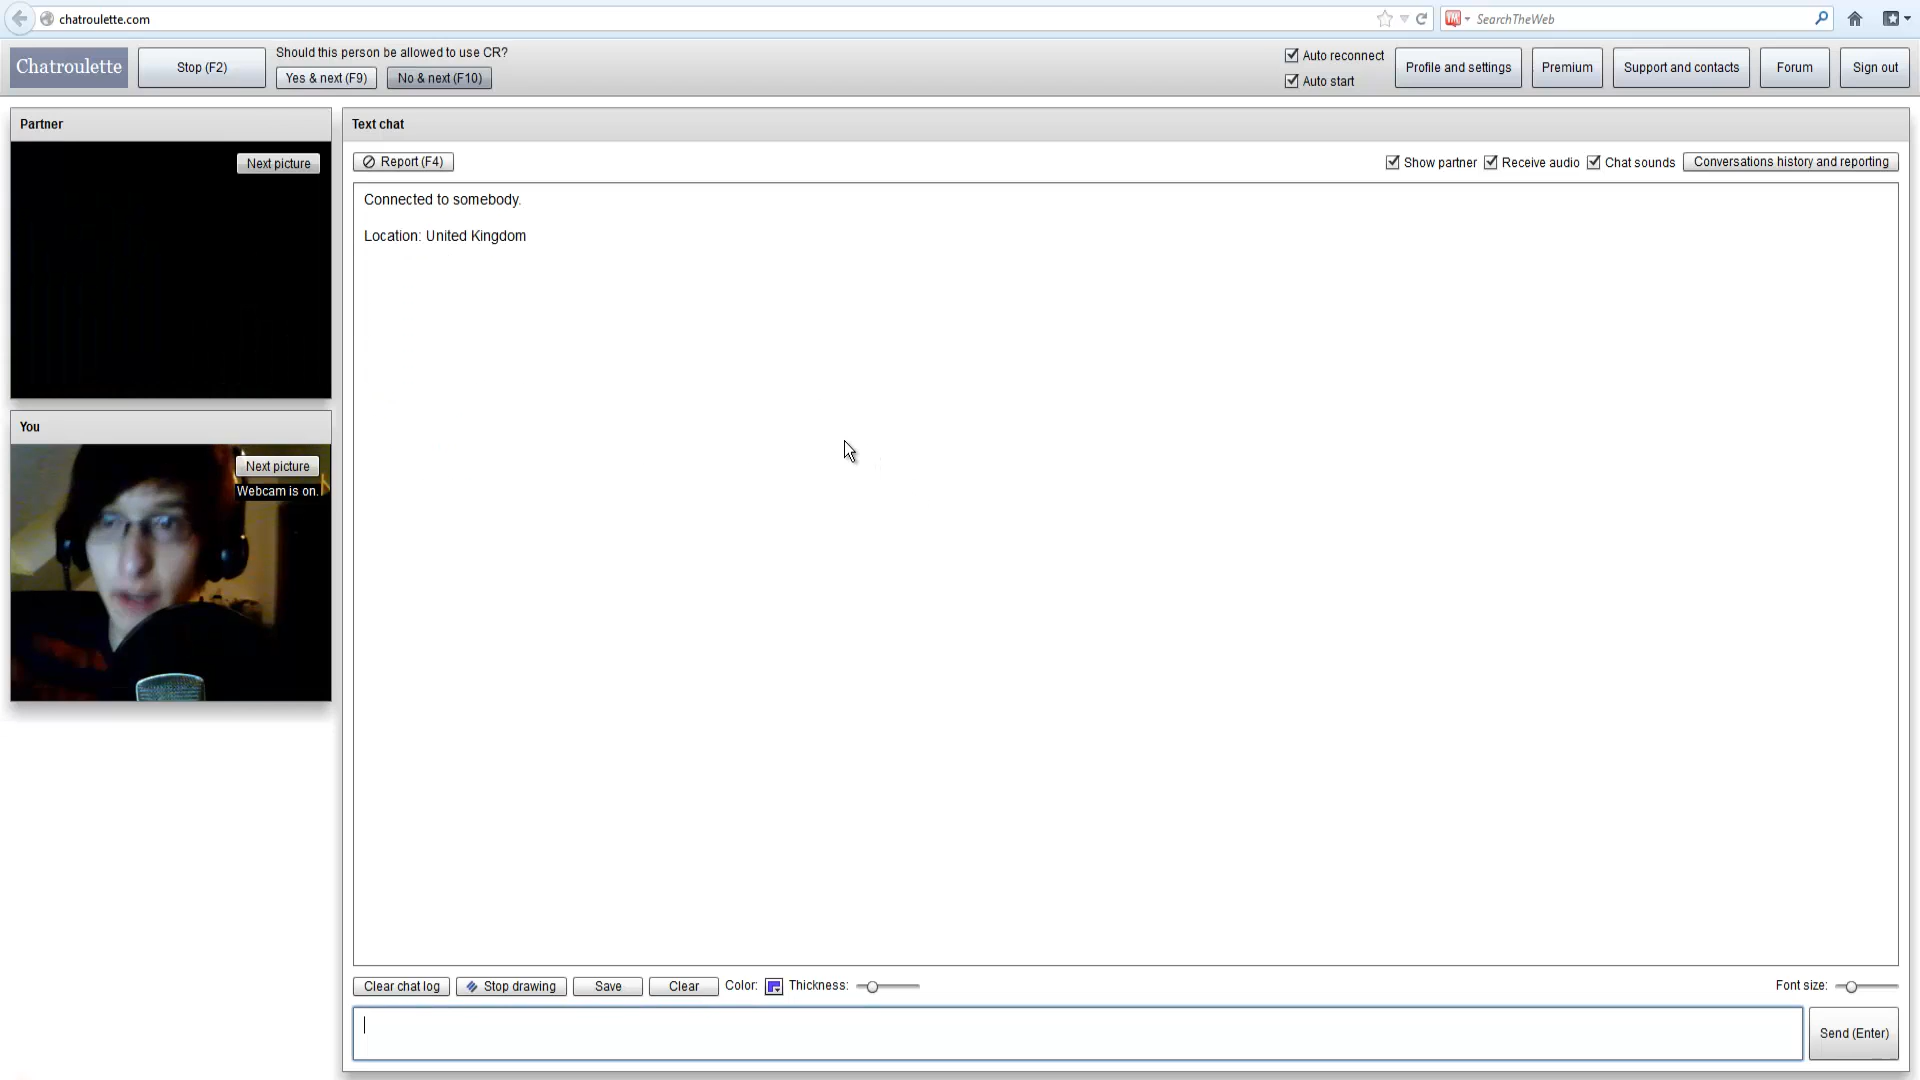 chatroulette.com
SearchTheWeb
Chatroulette
Stop (F2)
Should this person be allowed to use CR?
Yes & next (F9)
No & next (F10)
Auto reconnect
Auto start
Profile and settings
Premium
Support and contacts
Forum
Sign out
Partner
Next picture
You
Next picture
Webcam is on.
Text chat
Report (F4)
Show partner
Receive audio
Chat sounds
Conversations history and reporting
Connected to somebody.
Location: United Kingdom
Clear chat log
Stop drawing
Save
Clear
Color:
Thickness:
Font size:
Send (Enter)